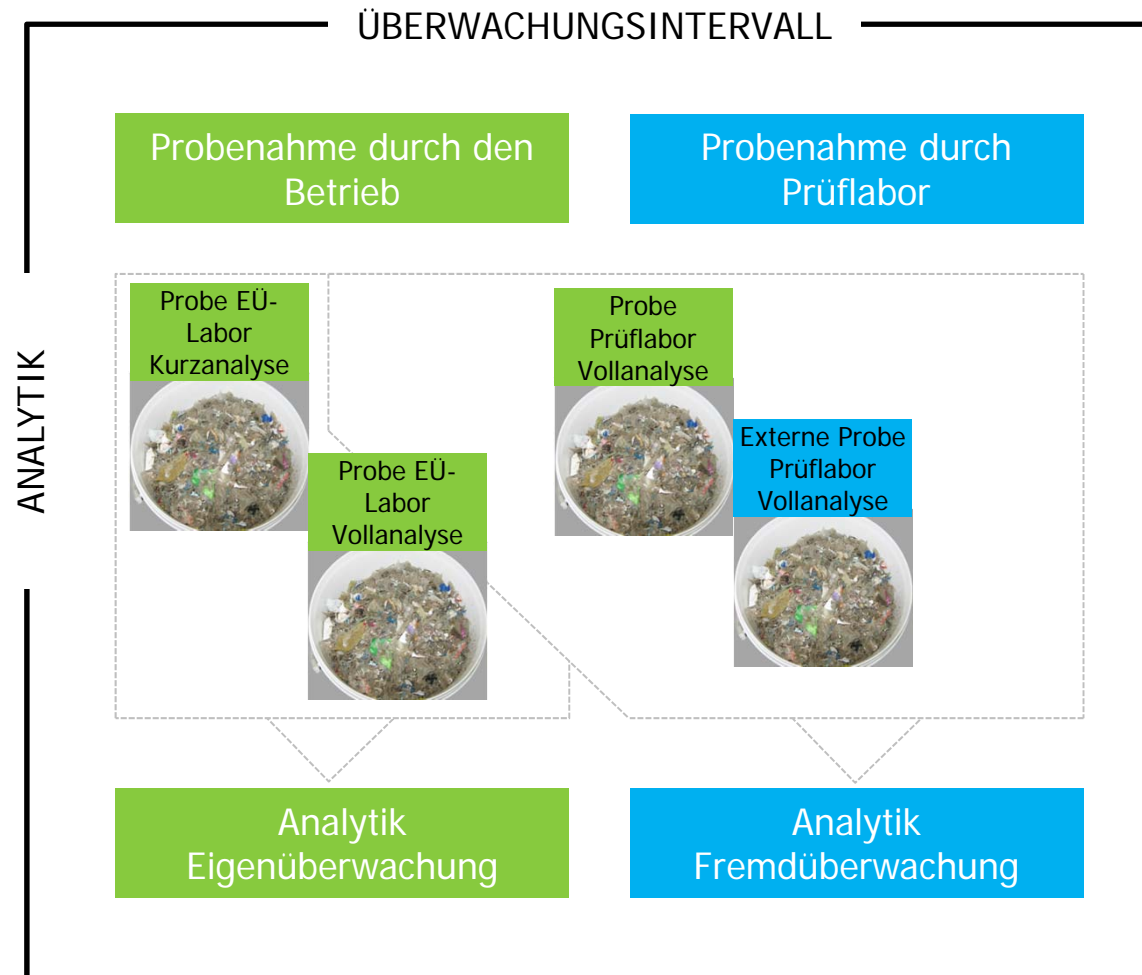 ÜBERWACHUNGSINTERVALL
ANALYTIK
Probenahme durch den
Betrieb
Probenahme durch
Prüflabor
Probe EÜ-
Labor
Kurzanalyse
Probe EÜ-
Labor
Vollanalyse
Probe
Prüflabor
Vollanalyse
Externe Probe
Prüflabor
Vollanalyse
Analytik
Eigenüberwachung
Analytik
Fremdüberwachung